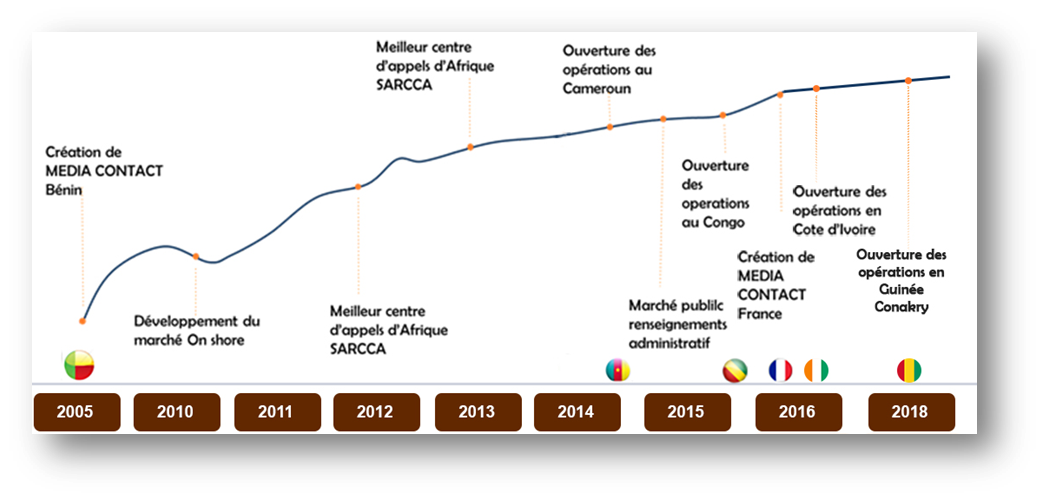 Création de
MEDIA CONTACT
Bénin
Développement du
marché On shore
Meilleur centre
d'appels d'Afrique
SARCCA
Meilleur centre
d'appels d'Afrique
SARCCA
Ouverture des
opérations au
Cameroun
Marché publilc
renseignements
administratif
Ouverture
des
operations
au Congo
Création de
MEDIA
CONTACT
France
Ouverture des
opérations en
Cote d'Ivoire
Ouverture des
opérations en
Guinée
Conakry
2005
2010
2011
2012
2013
2014
2015
2016
2018